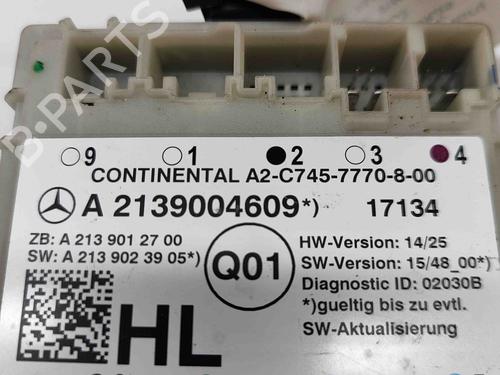 9 1 2 3 4
CONTINENTAL A2-C745-7770-8-00
A 2139004609*) 17134
ZB: A 213 901 27 00
SW: A 213 902 39 05*)
Q01
HW-Version: 14/25
SW-Version: 15/48_00*)
Diagnostic ID: 02030B
*)gueltig bis zu evtl.
SW-Aktualisierung
HL
B-PARTS